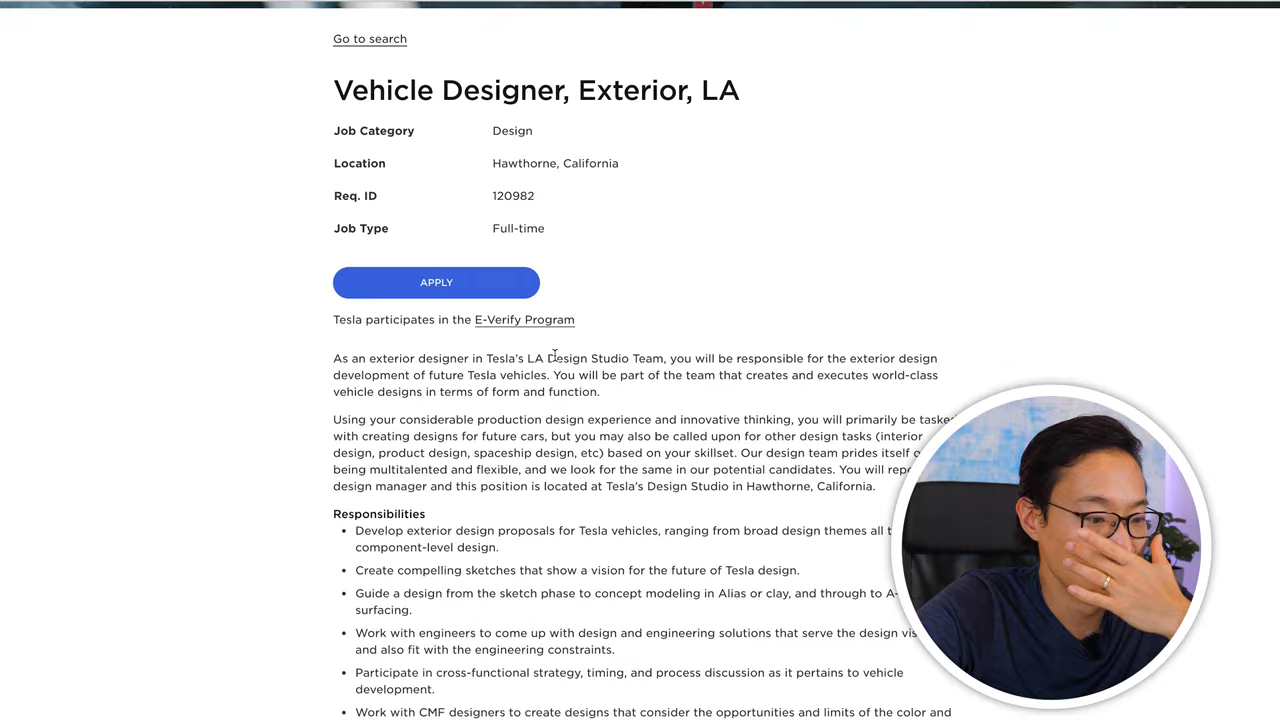 Go to search
Vehicle Designer, Exterior, LA
Job Category Design
Location Hawthorne, California
Req. ID 120982
Job Type Full-time
APPLY
Tesla participates in the E-Verify Program
As an exterior designer in Tesla's LA Design Studio Team, you will be responsible for the exterior design
development of future Tesla vehicles. You will be part of the team that creates and executes world-class
vehicle designs in terms of form and function.
Using your considerable production design experience and innovative thinking, you will primarily be tasked
with creating designs for future cars, but you may also be called upon for other design tasks (interior
design, product design, spaceship design, etc) based on your skillset. Our design team prides itself
being multitalented and flexible, and we look for the same in our potential candidates. You will
design manager and this position is located at Tesla's Design Studio in Hawthorne, California.
Responsibilities
• Develop exterior design proposals for Tesla vehicles, ranging from broad design themes all
component-level design.
• Create compelling sketches that show a vision for the future of Tesla design.
• Guide a design from the sketch phase to concept modeling in Alias or clay, and through to A-
surfacing.
• Work with engineers to come up with design and engineering solutions that serve the design
and also fit with the engineering constraints.
• Participate in cross-functional strategy, timing, and process discussion as it pertains to vehicle
development.
• Work with CMF designers to create designs that consider the opportunities and limits of the color and